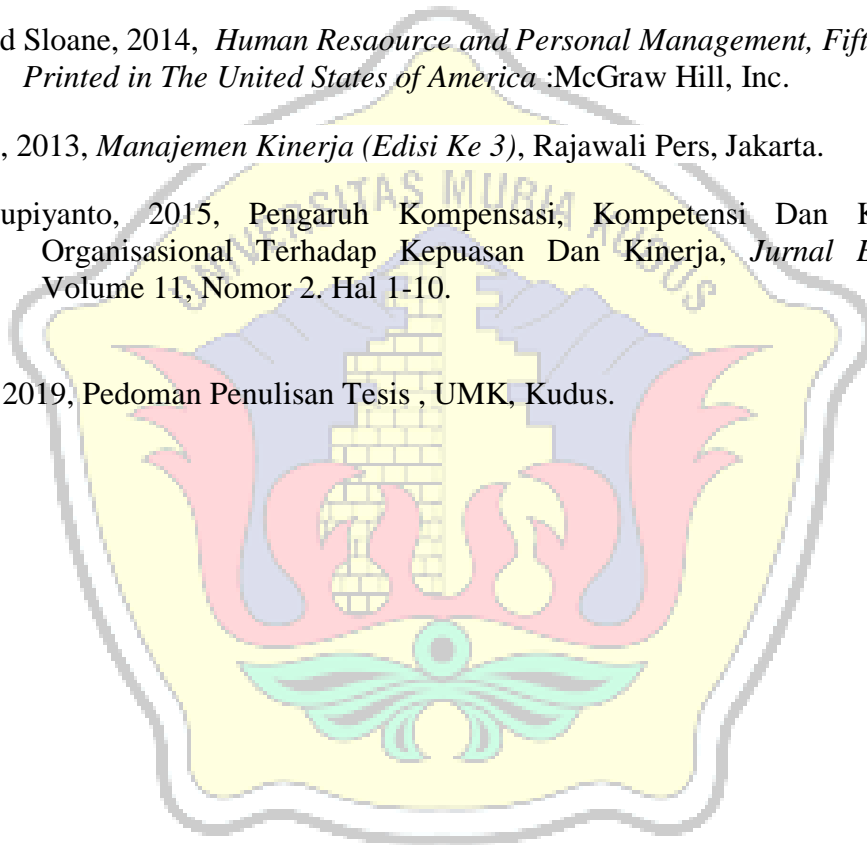 d Sloane, 2014, Human Resaource and Personal Management, Fift
Printed in The United States of America :McGraw Hill, Inc.
, 2013, Manajemen Kinerja (Edisi Ke 3), Rajawali Pers, Jakarta.
upiyanto, 2015, Pengaruh Kompensasi, Kompetensi Dan K
Organisasional Terhadap Kepuasan Dan Kinerja, Jurnal E
Volume 11, Nomor 2. Hal 1-10.
2019, Pedoman Penulisan Tesis , UMK, Kudus.
UNIVERSITAS MURIA KUDUS